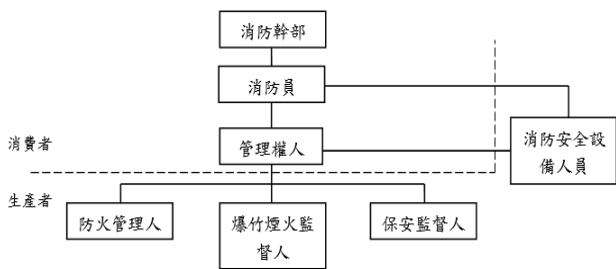 消防幹部
消防員
消費者
管理權人
消防安全設
備人員
生產者
防火管理人
爆竹煙火監
督人
保安監督人